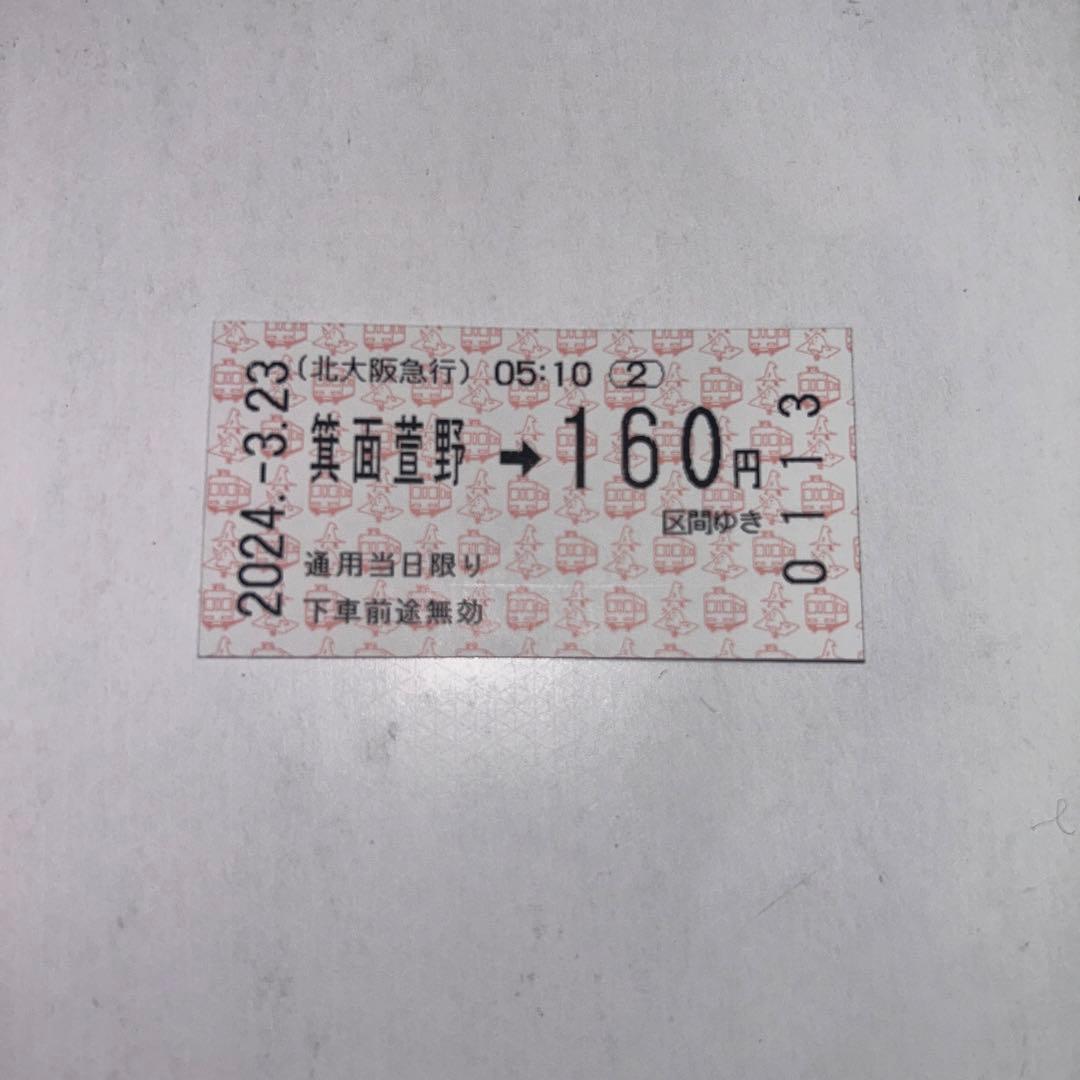 2024.-3.23
(北大阪急行) 05:10 2
箕面萱野 ➡ 160円
区間ゆき
通用当日限り
下車前途無効
0113